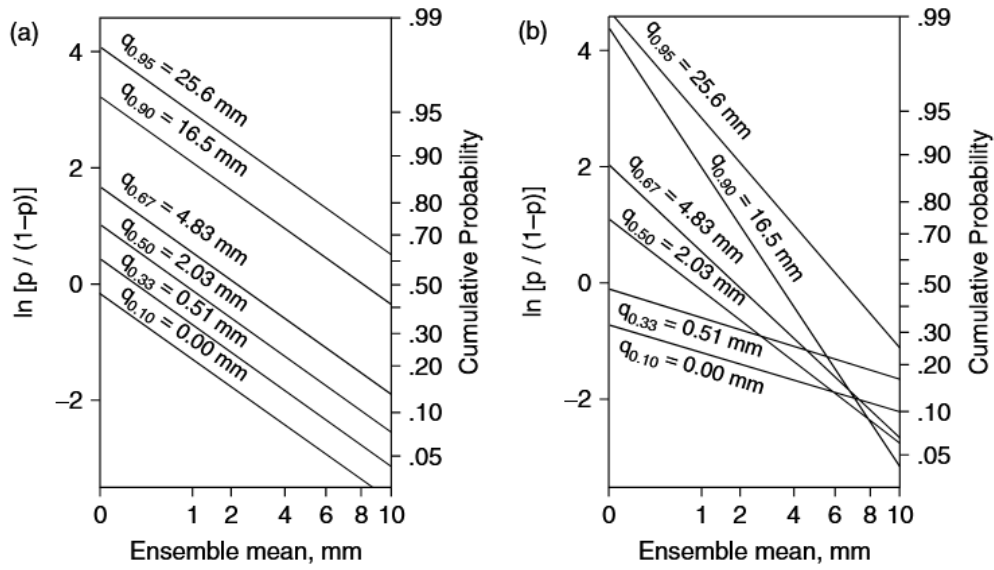 (a)
ln [p / (1–p)]
4
2
0
–2
q0.95 = 25.6 mm
q0.90 = 16.5 mm
q0.67 = 4.83 mm
q0.50 = 2.03 mm
q0.33 = 0.51 mm
q0.10 = 0.00 mm
.99
.95
.90
.80
.70
.50
.30
.20
.10
.05
Cumulative Probability
0 1 2 4 6 8 10
Ensemble mean, mm
(b)
ln [p / (1–p)]
4
2
0
–2
q0.95 = 25.6 mm
q0.90 = 16.5 mm
q0.67 = 4.83 mm
q0.50 = 2.03 mm
q0.33 = 0.51 mm
q0.10 = 0.00 mm
.99
.95
.90
.80
.70
.50
.30
.20
.10
.05
Cumulative Probability
0 1 2 4 6 8 10
Ensemble mean, mm